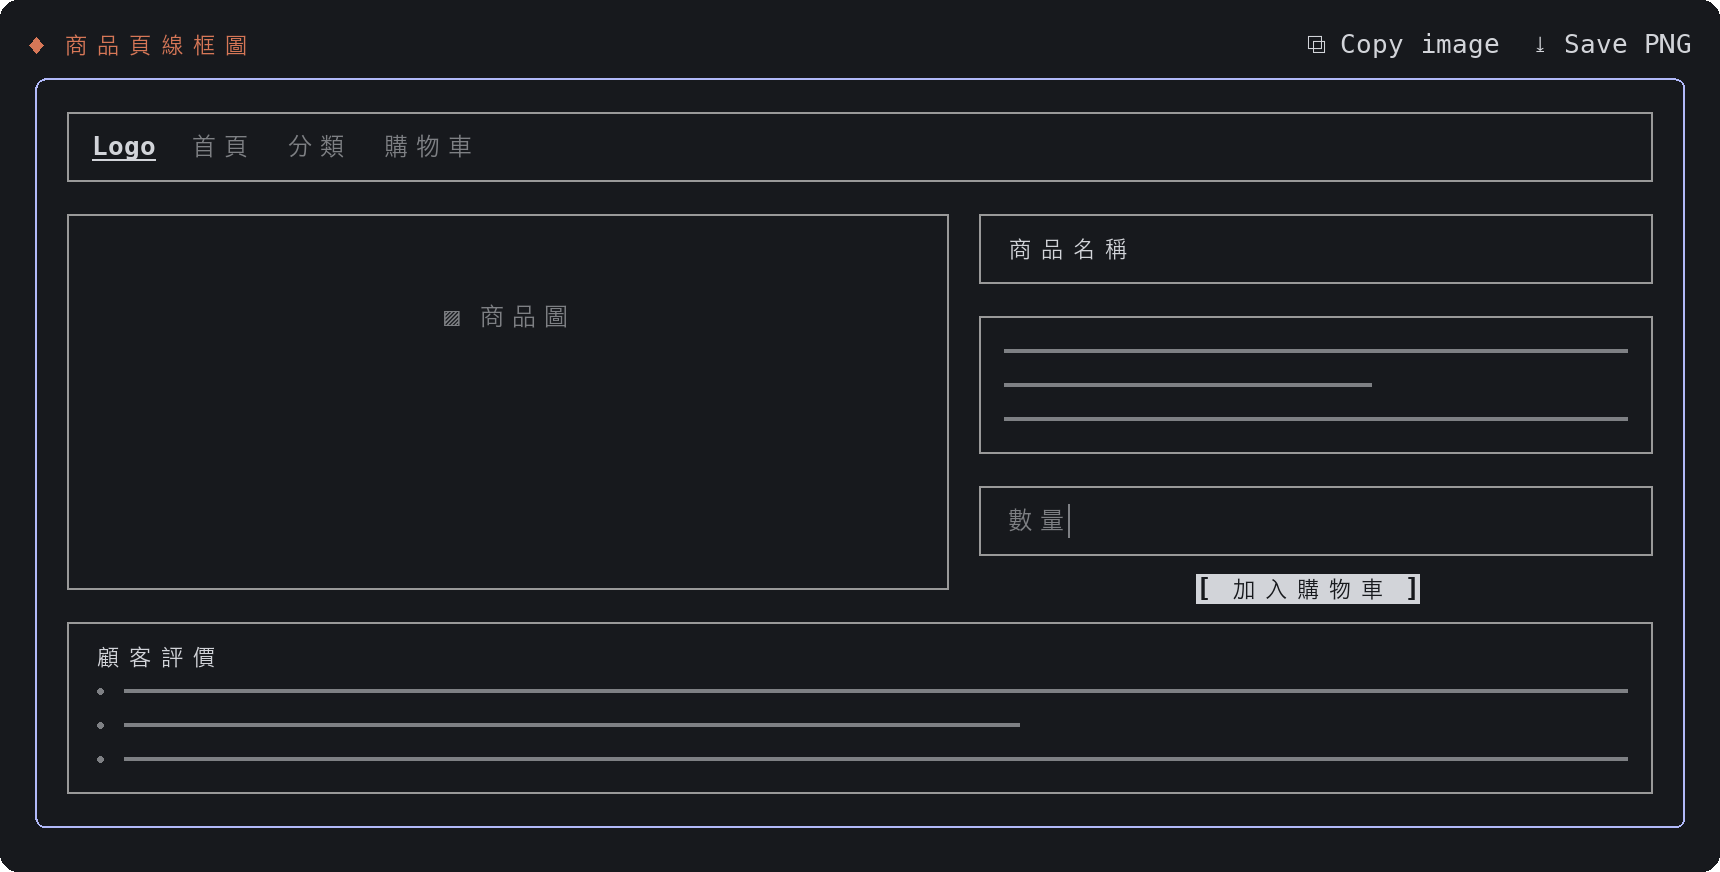 商品頁線框圖
Copy image Save PNG
Logo 首頁 分類 購物車
商品圖
商品名稱
數量
[ 加入購物車 ]
顧客評價